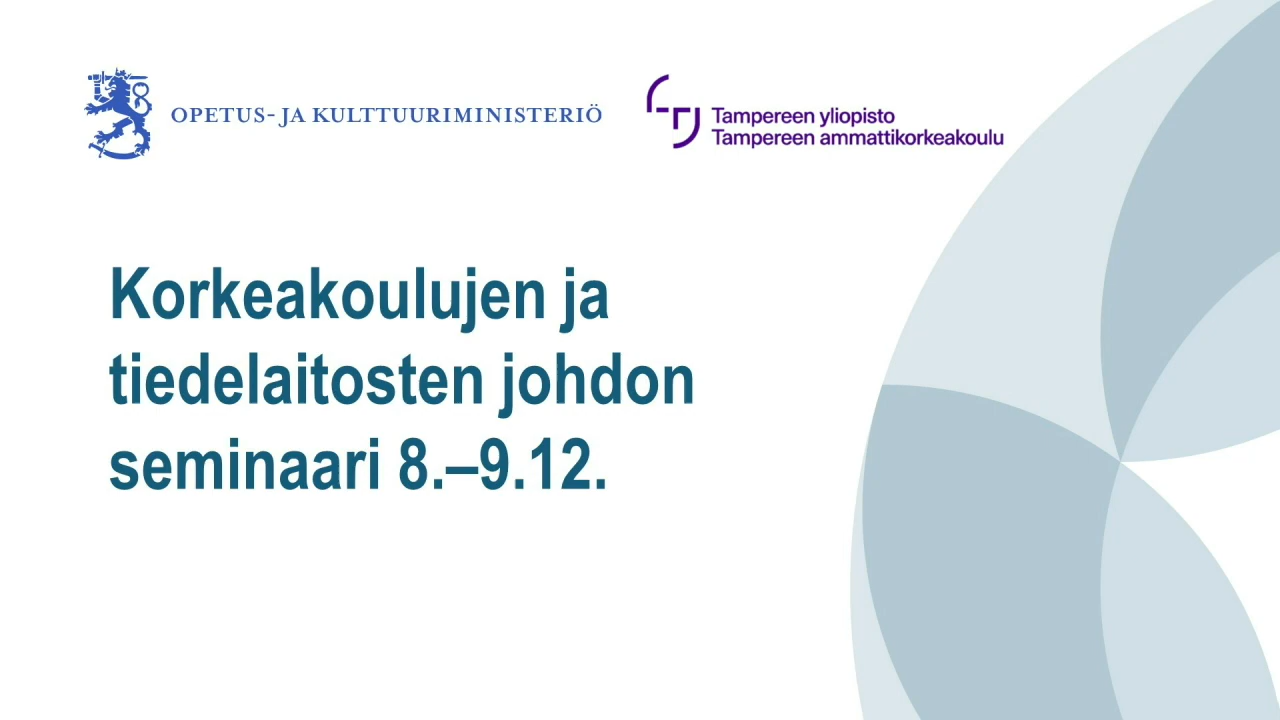 OPETUS- JA KULTTUURIMINISTERIÖ
Tampereen yliopisto
Tampereen ammattikorkeakoulu
Korkeakoulujen ja
tiedelaitosten johdon
seminaari 8.–9.12.